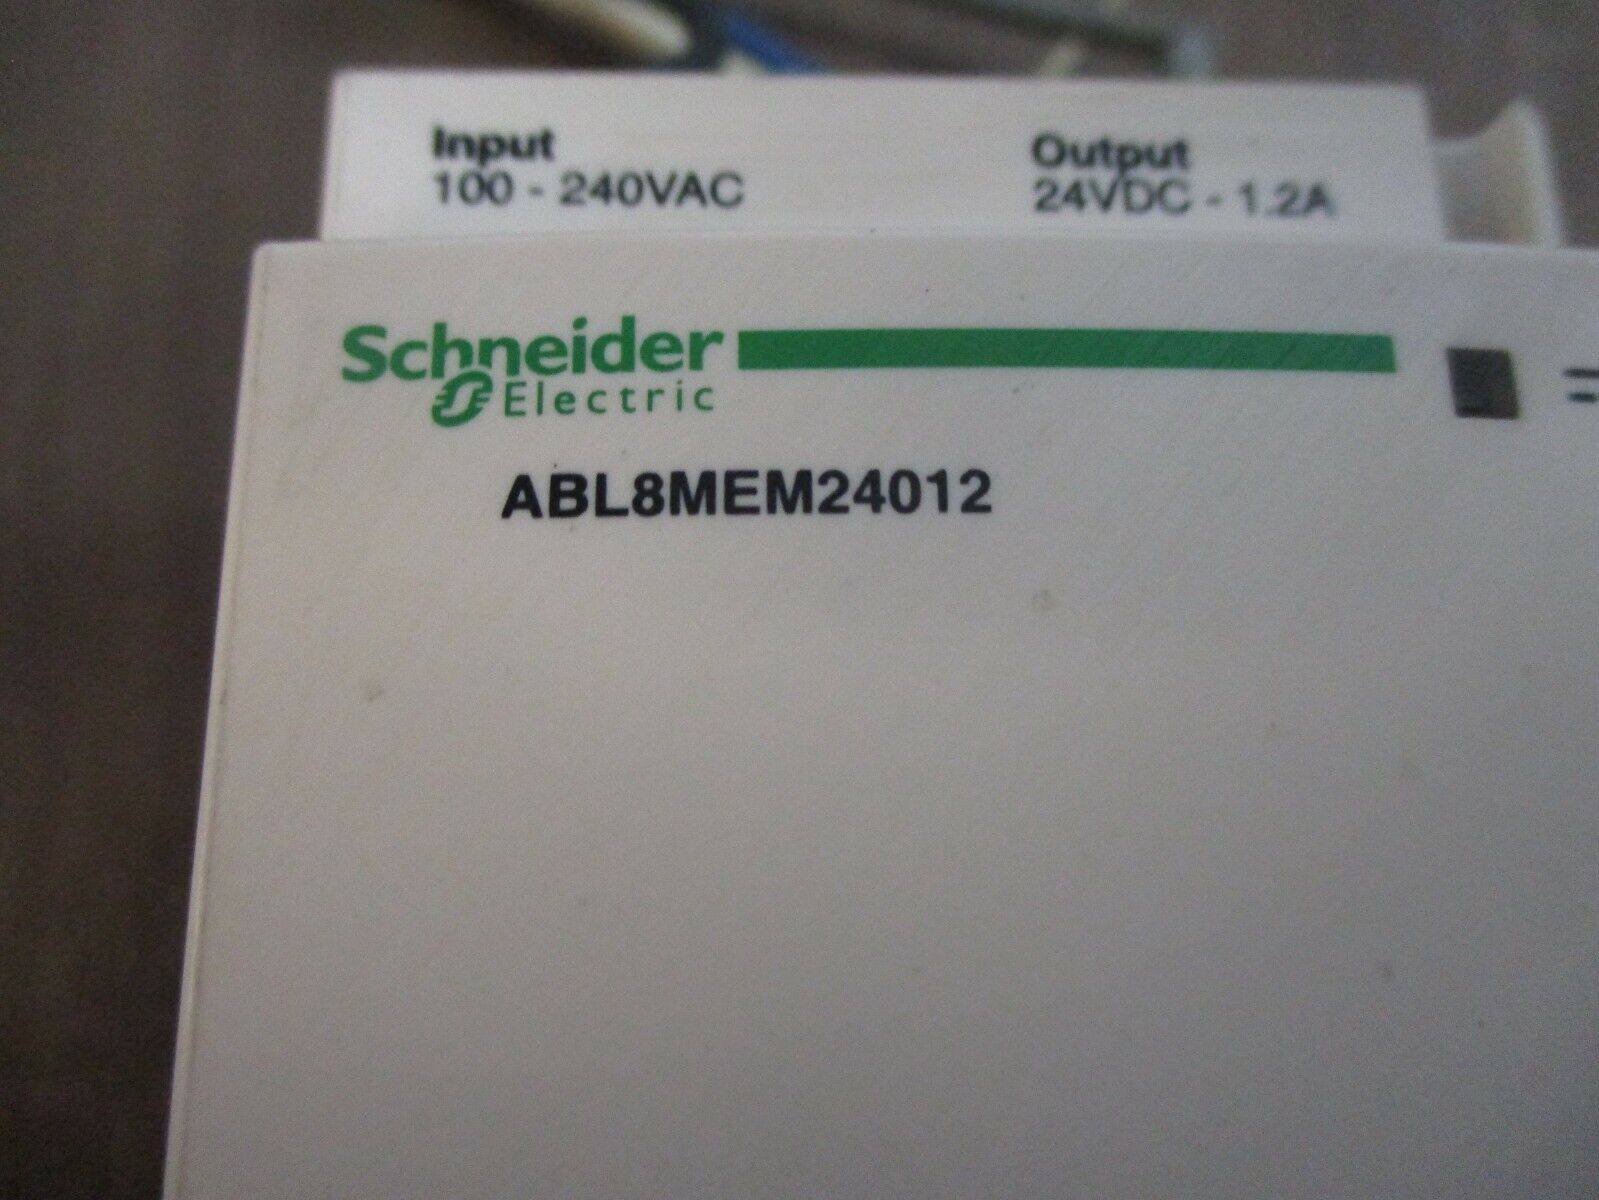 Input
100 - 240VAC
Output
24VDC - 1.2A
Schneider
Electric
ABL8MEM24012